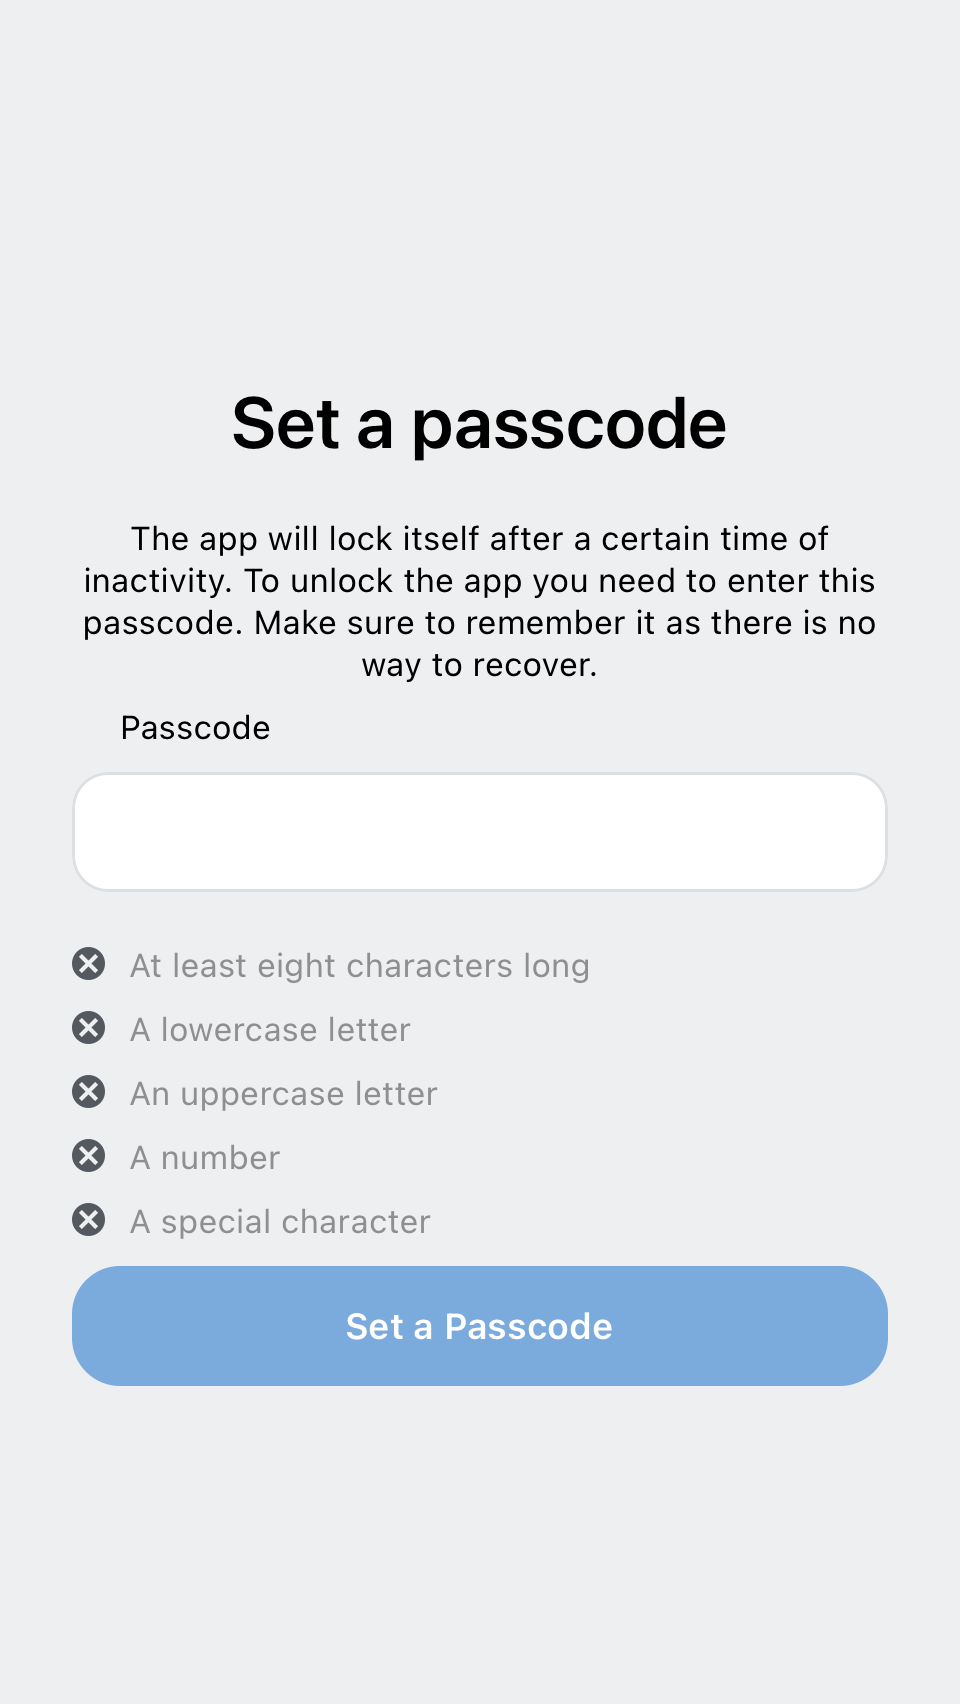 Set a passcode
The app will lock itself after a certain time of
inactivity. To unlock the app you need to enter this
passcode. Make sure to remember it as there is no
way to recover.
Passcode
At least eight characters long
A lowercase letter
An uppercase letter
A number
A special character
Set a Passcode